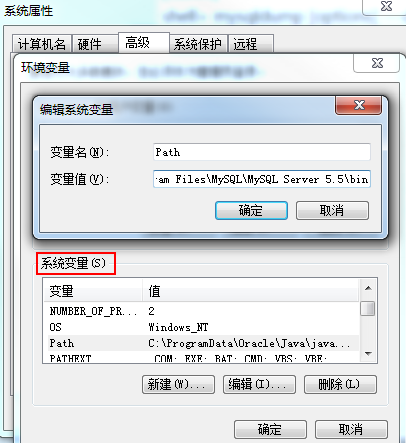 系统属性
计算机名 硬件 高级 系统保护 远程
环境变量
编辑系统变量
变量名(N): Path
变量值(V): am Files\MySQL\MySQL Server 5.5\bin
确定 取消
系统变量(S)
变量 值
NUMBER_OF_PR... 2
OS Windows_NT
Path C:\ProgramData\Oracle\Java\java...
PATHEXT .COM;.EXE;.BAT;.CMD;.VBS;.VBE;
新建(W)... 编辑(I)... 删除(L)
确定 取消